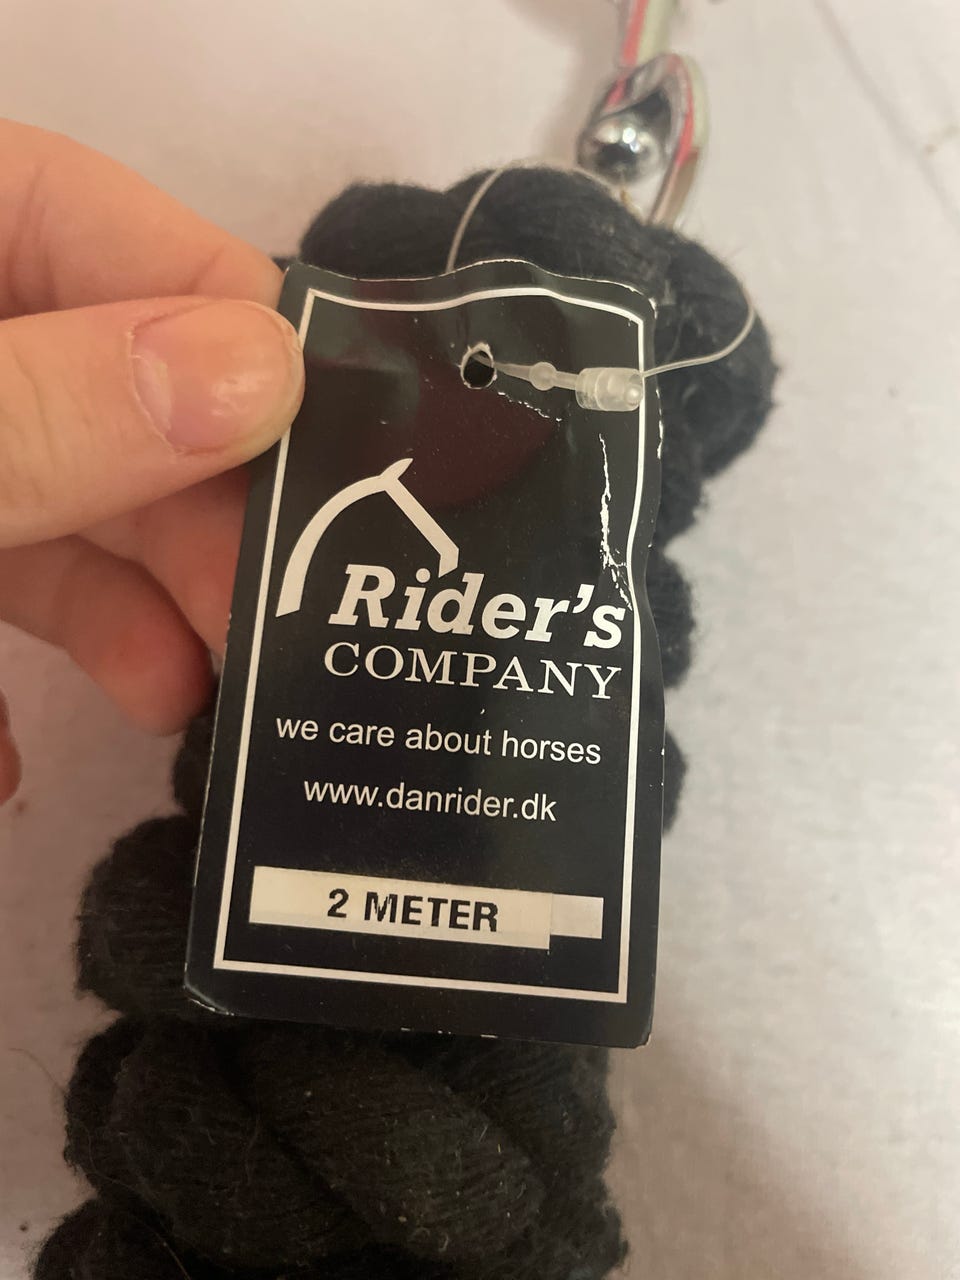 Rider's
COMPANY
we care about horses
www.danrider.dk
2 METER